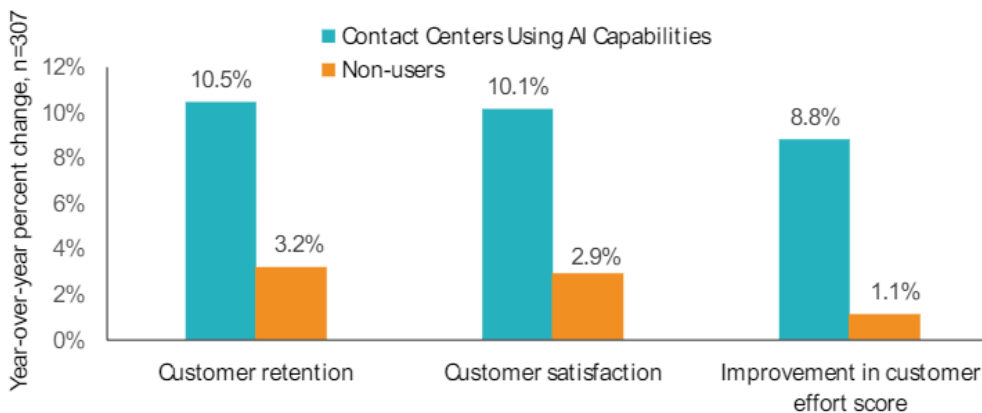 Year-over-year percent change, n=307
Contact Centers Using AI Capabilities
Non-users
12%
10%
8%
6%
4%
2%
0%
10.5%
3.2%
10.1%
2.9%
8.8%
1.1%
Customer retention
Customer satisfaction
Improvement in customer
effort score